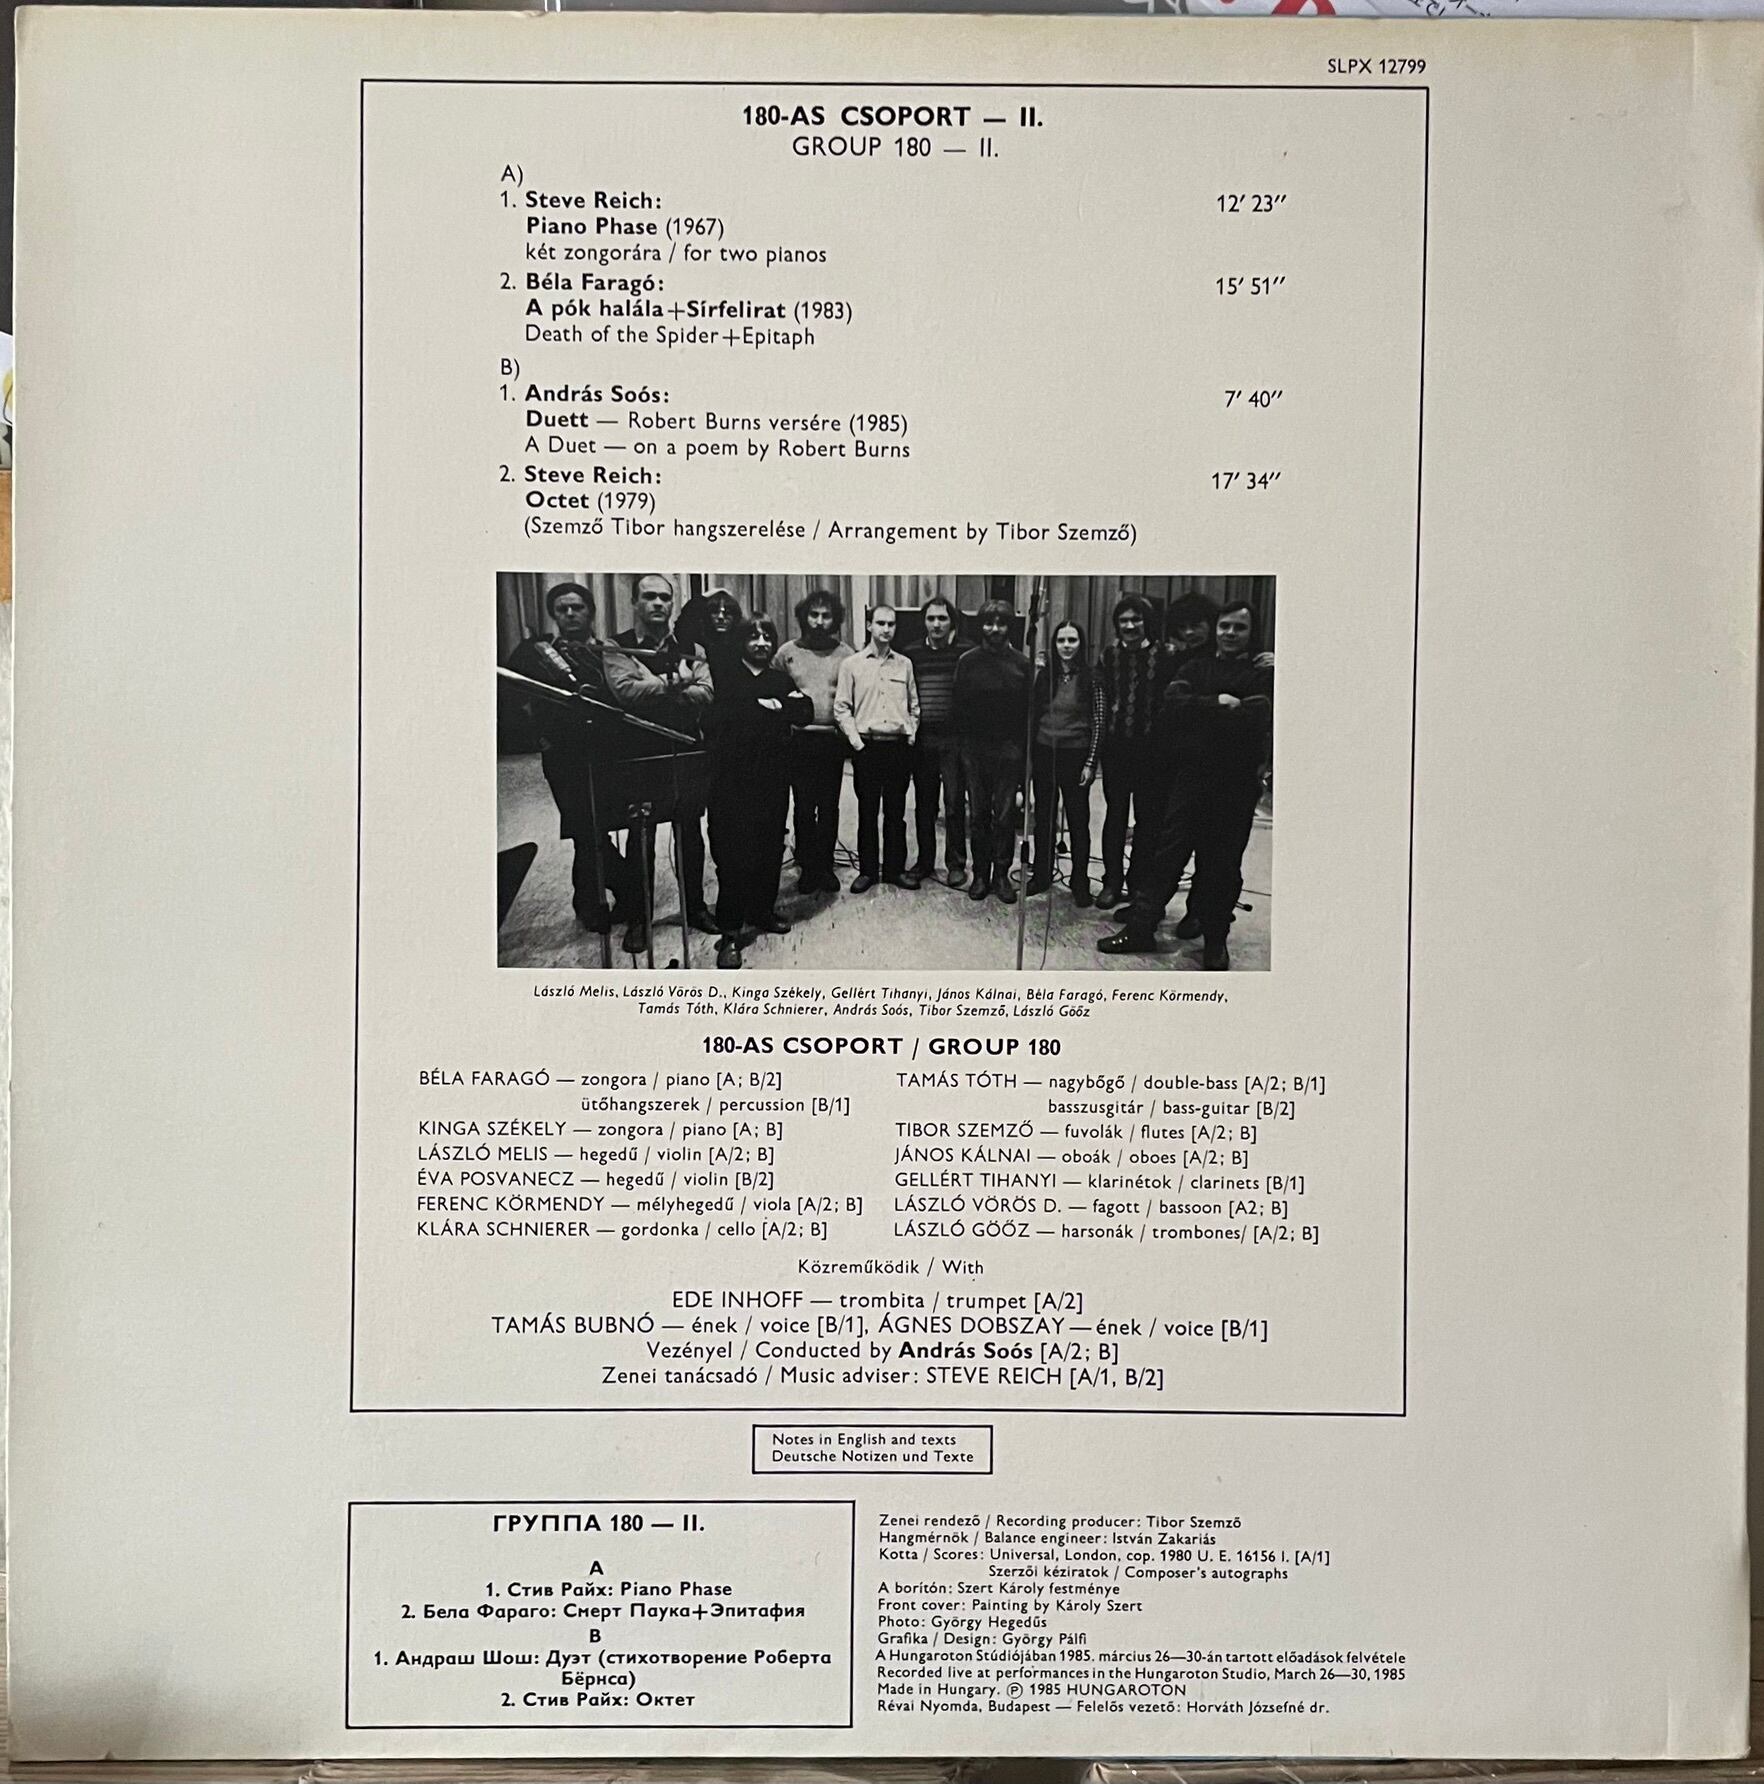 SLPX 12799
180-AS CSOPORT — II.
GROUP 180 — II.
A)
1. Steve Reich: 12′ 23″
Piano Phase (1967)
két zongorára / for two pianos
2. Béla Faragó: 15′ 51″
A pók halála+Sírfelirat (1983)
Death of the Spider+Epitaph
B)
1. András Soós: 7′ 40″
Duett — Robert Burns versére (1985)
A Duet — on a poem by Robert Burns
2. Steve Reich: 17′ 34″
Octet (1979)
(Szemző Tibor hangszerelése / Arrangement by Tibor Szemző)
László Melis, László Vörös D., Kinga Székely, Gellért Tihanyi, János Kálnai, Béla Faragó, Ferenc Körmendy,
Tamás Tóth, Klára Schnierer, András Soós, Tibor Szemző, László Gőőz
180-AS CSOPORT / GROUP 180
BÉLA FARAGÓ — zongora / piano [A; B/2]
ütőhangszerek / percussion [B/1]
KINGA SZÉKELY — zongora / piano [A; B]
LÁSZLÓ MELIS — hegedű / violin [A/2; B]
ÉVA POSVANECZ — hegedű / violin [B/2]
FERENC KÖRMENDY — mélyhegedű / viola [A/2; B]
KLÁRA SCHNIERER — gordonka / cello [A/2; B]
TAMÁS TÓTH — nagybőgő / double-bass [A/2; B/1]
basszusgitár / bass-guitar [B/2]
TIBOR SZEMZŐ — fuvolák / flutes [A/2; B]
JÁNOS KÁLNAI — oboák / oboes [A/2; B]
GELLÉRT TIHANYI — klarinétok / clarinets [B/1]
LÁSZLÓ VÖRÖS D. — fagott / bassoon [A2; B]
LÁSZLÓ GŐŐZ — harsonák / trombones/ [A/2; B]
Közreműködik / With
EDE INHOFF — trombita / trumpet [A/2]
TAMÁS BUBNÓ — ének / voice [B/1], ÁGNES DOBSZAY — ének / voice [B/1]
Vezényel / Conducted by András Soós [A/2; B]
Zenei tanácsadó / Music adviser: STEVE REICH [A/1, B/2]
Notes in English and texts
Deutsche Notizen und Texte
ГРУППА 180 — II.
A
1. Стив Райх: Piano Phase
2. Бела Фараго: Смерт Паука+Эпитафия
B
1. Андраш Шош: Дуэт (стихотворение Роберта
Бёрнса)
2. Стив Райх: Октет
Zenei rendező / Recording producer: Tibor Szemző
Hangmérnök / Balance engineer: István Zakariás
Kotta / Scores: Universal, London, cop. 1980 U. E. 16156 l. [A/1]
Szerzői kéziratok / Composer's autographs
A borítón: Szert Károly festménye
Front cover: Painting by Károly Szert
Photo: György Hegedűs
Grafika / Design: György Pálfi
A Hungaroton Stúdiójában 1985. március 26—30-án tartott előadások felvétele
Recorded live at performances in the Hungaroton Studio, March 26—30, 1985
Made in Hungary. Ⓟ 1985 HUNGAROTON
Révai Nyomda, Budapest — Felelős vezető: Horváth Józsefné dr.